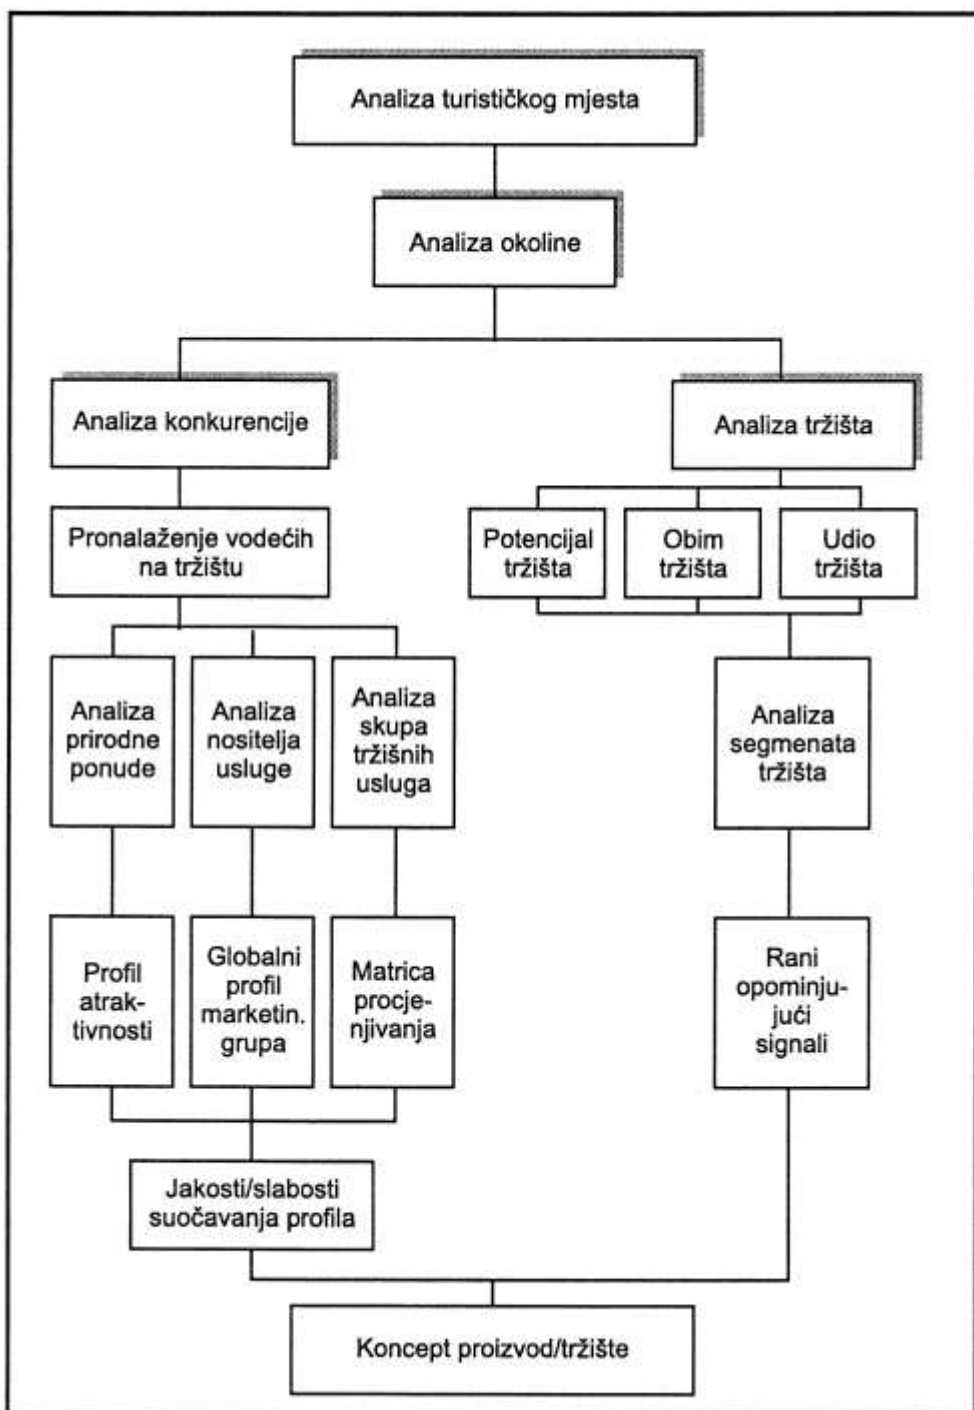 Analiza turističkog mjesta
Analiza okoline
Analiza konkurencije
Analiza tržišta
Pronalaženje vodećih
na tržištu
Potencijal
tržišta
Obim
tržišta
Udio
tržišta
Analiza
prirodne
ponude
Analiza
nositelja
usluge
Analiza
skupa
tržišnih
usluga
Analiza
segmenata
tržišta
Profil
atrak-
tivnosti
Globalni
profil
marketin.
grupa
Matrica
procje-
njivanja
Rani
opominju-
jući
signali
Jakosti/slabosti
suočavanja profila
Koncept proizvod/tržište